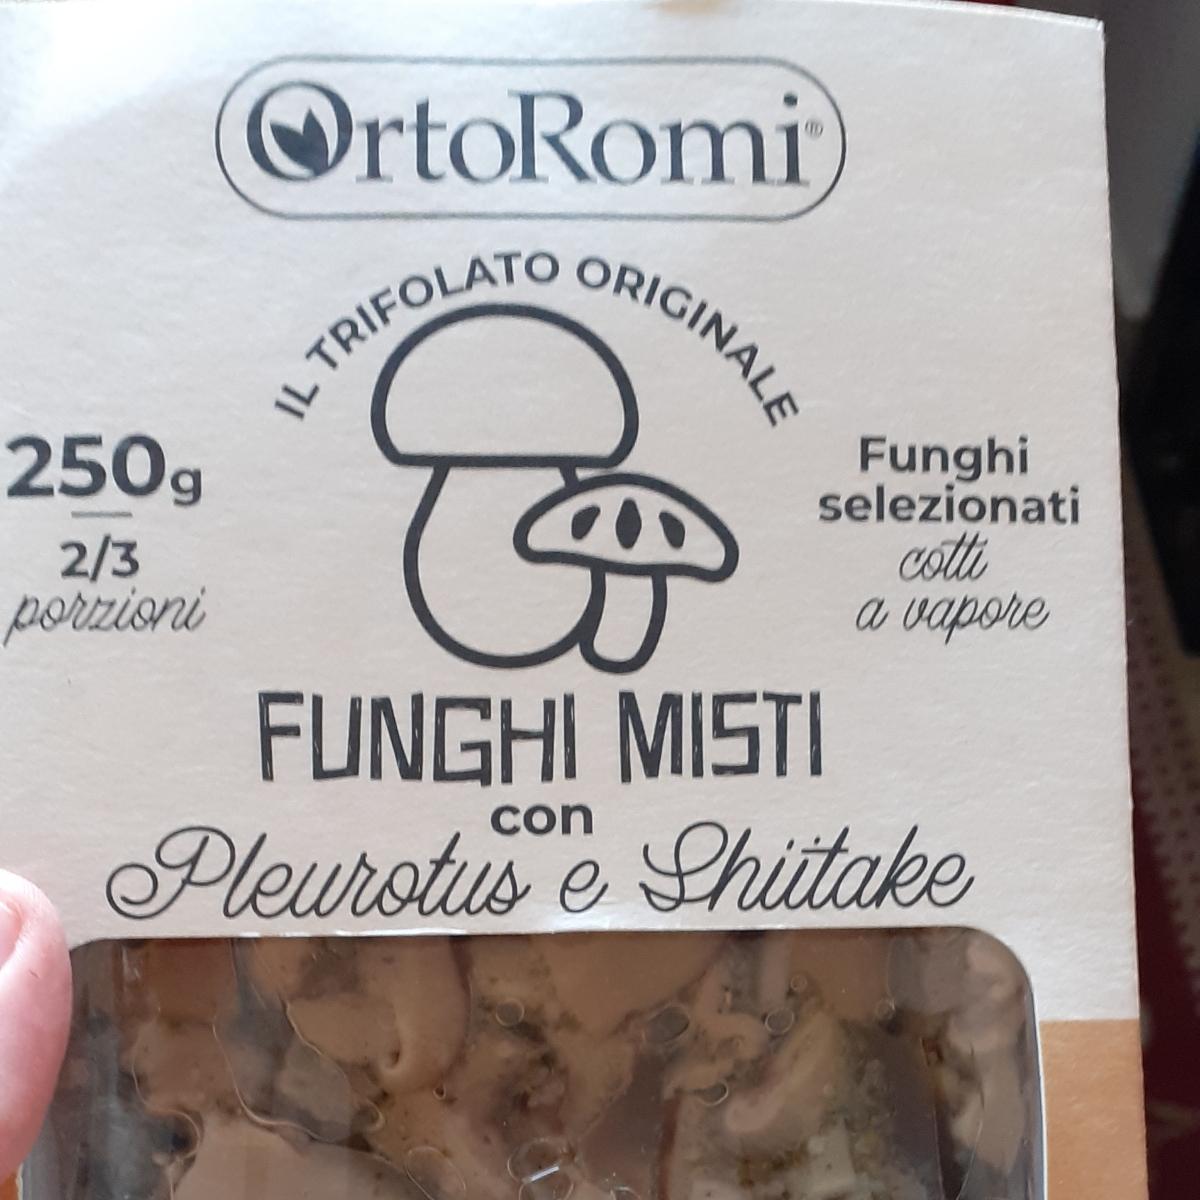 OrtoRomi®
IL TRIFOLATO ORIGINALE
250g
2/3
porzioni
Funghi
selezionati
cotti
a vapore
FUNGHI MISTI
con
Pleurotus e Shiitake